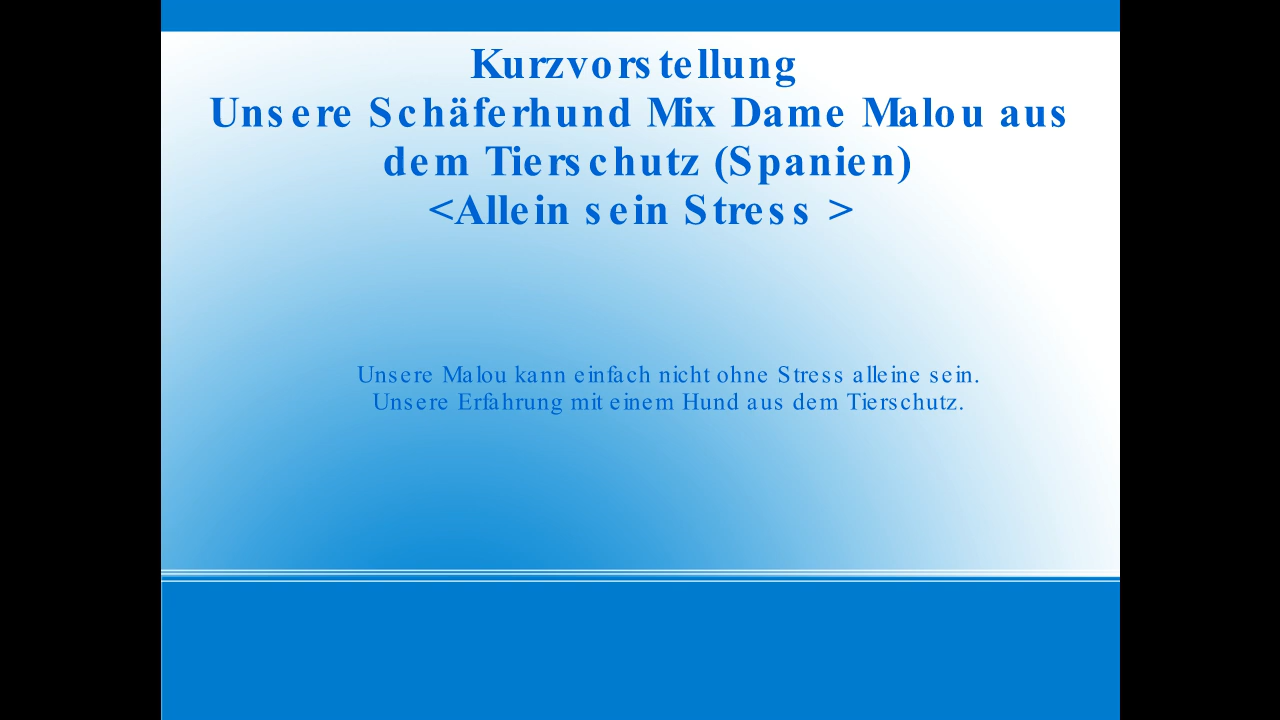 Kurzvorstellung
Unsere Schäferhund Mix Dame Malou aus
dem Tierschutz (Spanien)
<Allein sein Stress >
Unsere Malou kann einfach nicht ohne Stress alleine sein.
Unsere Erfahrung mit einem Hund aus dem Tierschutz.